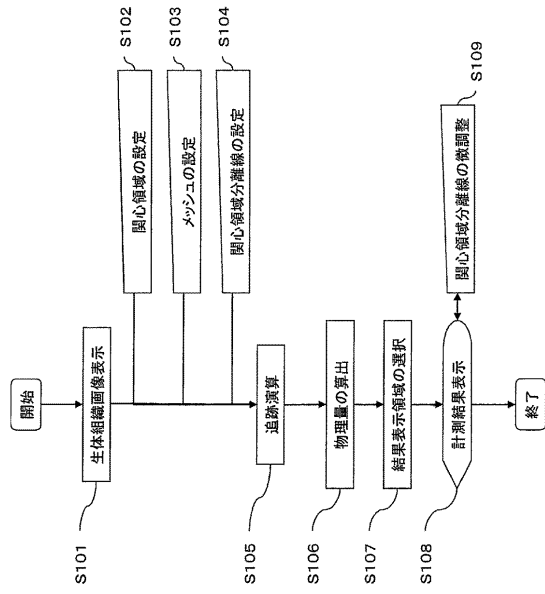 開始
S101
生体組織画像表示
関心領域の設定
S102
メッシュの設定
S103
関心領域分離線の設定
S104
S105
追跡演算
S106
物理量の算出
S107
結果表示領域の選択
S108
計測結果表示
関心領域分離線の微調整
S109
終了